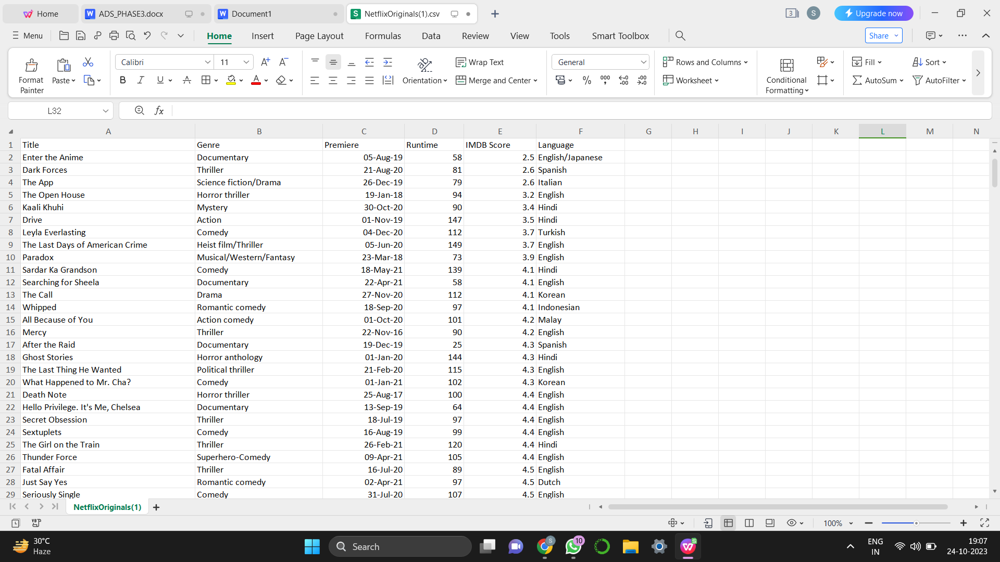 Home
ADS_PHASE3.docx
Document1
NetflixOriginals(1).csv
3
S
Upgrade now
Menu
Home Insert Page Layout Formulas Data Review View Tools Smart Toolbox
Share
Format Painter
Paste
Calibri 11
Orientation
Wrap Text
Merge and Center
General
Rows and Columns
Worksheet
Conditional Formatting
Fill
AutoSum
Sort
AutoFilter
L32
fx
A B C D E F G H I J K L M N
1 Title Genre Premiere Runtime IMDB Score Language
2 Enter the Anime Documentary 05-Aug-19 58 2.5 English/Japanese
3 Dark Forces Thriller 21-Aug-20 81 2.6 Spanish
4 The App Science fiction/Drama 26-Dec-19 79 2.6 Italian
5 The Open House Horror thriller 19-Jan-18 94 3.2 English
6 Kaali Khuhi Mystery 30-Oct-20 90 3.4 Hindi
7 Drive Action 01-Nov-19 147 3.5 Hindi
8 Leyla Everlasting Comedy 04-Dec-20 112 3.7 Turkish
9 The Last Days of American Crime Heist film/Thriller 05-Jun-20 149 3.7 English
10 Paradox Musical/Western/Fantasy 23-Mar-18 73 3.9 English
11 Sardar Ka Grandson Comedy 18-May-21 139 4.1 Hindi
12 Searching for Sheela Documentary 22-Apr-21 58 4.1 English
13 The Call Drama 27-Nov-20 112 4.1 Korean
14 Whipped Romantic comedy 18-Sep-20 97 4.1 Indonesian
15 All Because of You Action comedy 01-Oct-20 101 4.2 Malay
16 Mercy Thriller 22-Nov-16 90 4.2 English
17 After the Raid Documentary 19-Dec-19 25 4.3 Spanish
18 Ghost Stories Horror anthology 01-Jan-20 144 4.3 Hindi
19 The Last Thing He Wanted Political thriller 21-Feb-20 115 4.3 English
20 What Happened to Mr. Cha? Comedy 01-Jan-21 102 4.3 Korean
21 Death Note Horror thriller 25-Aug-17 100 4.4 English
22 Hello Privilege. It's Me, Chelsea Documentary 13-Sep-19 64 4.4 English
23 Secret Obsession Thriller 18-Jul-19 97 4.4 English
24 Sextuplets Comedy 16-Aug-19 99 4.4 English
25 The Girl on the Train Thriller 26-Feb-21 120 4.4 Hindi
26 Thunder Force Superhero-Comedy 09-Apr-21 105 4.4 English
27 Fatal Affair Thriller 16-Jul-20 89 4.5 English
28 Just Say Yes Romantic comedy 02-Apr-21 97 4.5 Dutch
29 Seriously Single Comedy 31-Jul-20 107 4.5 English
NetflixOriginals(1)
100%
30°C
Haze
Search
10
ENG
IN
19:07
24-10-2023